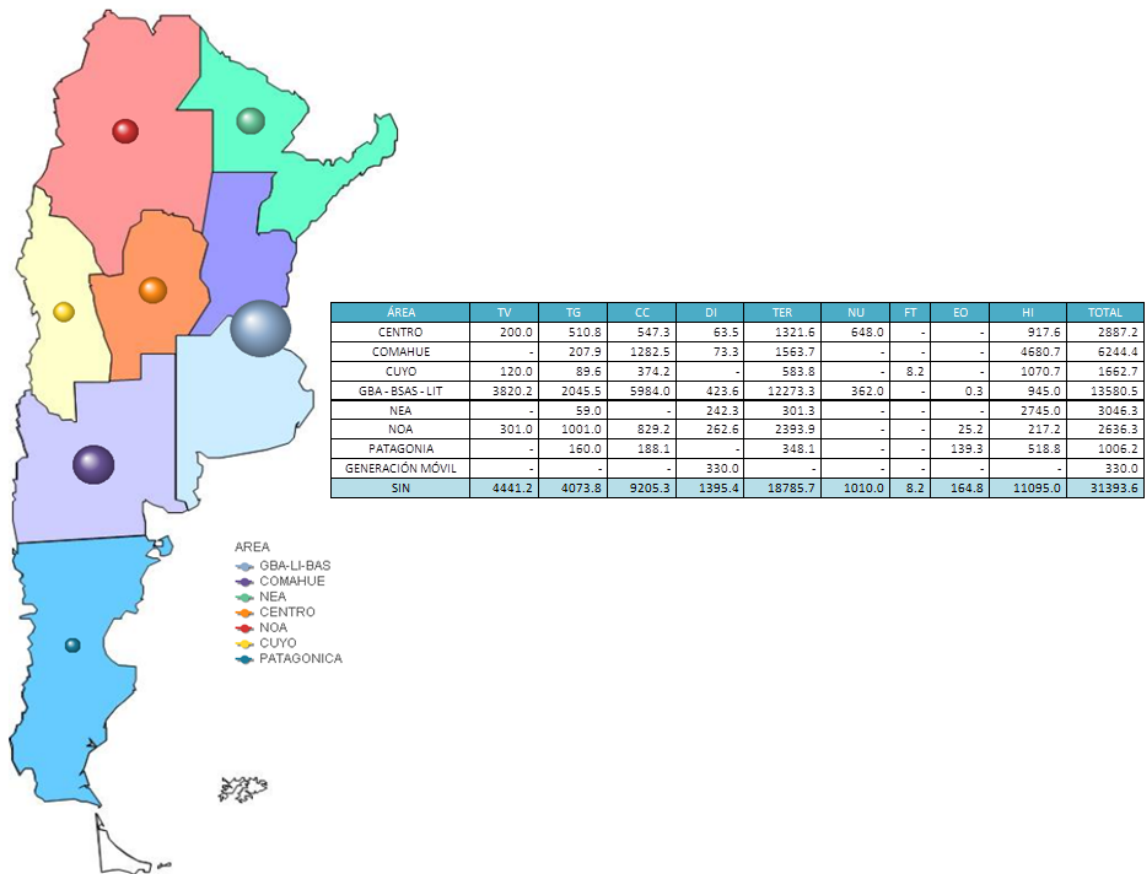 ÁREA TV TG CC DI TER NU FT EO HI TOTAL
CENTRO 200.0 510.8 547.3 63.5 1321.6 648.0 - - 917.6 2887.2
COMAHUE - 207.9 1282.5 73.3 1563.7 - - - 4680.7 6244.4
CUYO 120.0 89.6 374.2 - 583.8 - 8.2 - 1070.7 1662.7
GBA - BSAS - LIT 3820.2 2045.5 5984.0 423.6 12273.3 362.0 - 0.3 945.0 13580.5
NEA - 59.0 - 242.3 301.3 - - - 2745.0 3046.3
NOA 301.0 1001.0 829.2 262.6 2393.9 - - 25.2 217.2 2636.3
PATAGONIA - 160.0 188.1 - 348.1 - - 139.3 518.8 1006.2
GENERACIÓN MÓVIL - - - 330.0 - - - - - 330.0
SIN 4441.2 4073.8 9205.3 1395.4 18785.7 1010.0 8.2 164.8 11095.0 31393.6
AREA
GBA-LI-BAS
COMAHUE
NEA
CENTRO
NOA
CUYO
PATAGONICA